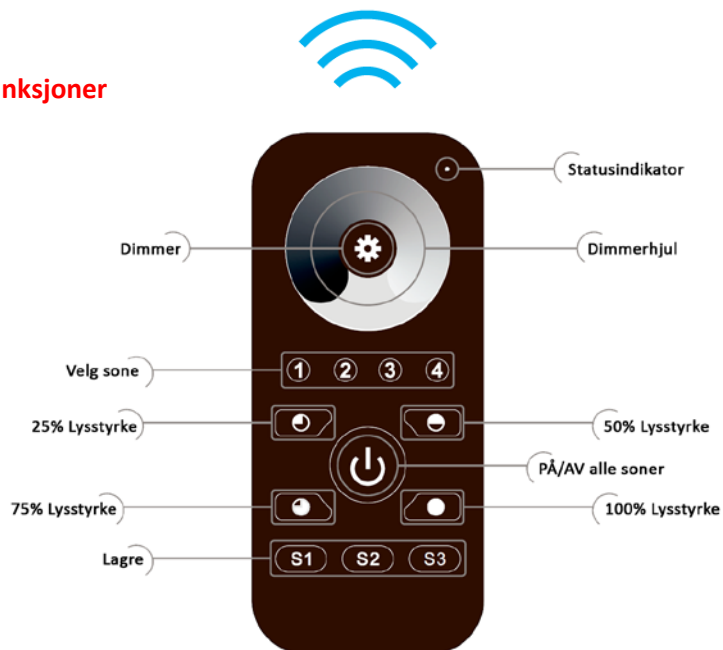 nksjoner
Statusindikator
Dimmer
Dimmerhjul
Velg sone
1 2 3 4
25% Lysstyrke
50% Lysstyrke
PÅ/AV alle soner
75% Lysstyrke
100% Lysstyrke
Lagre
S1 S2 S3